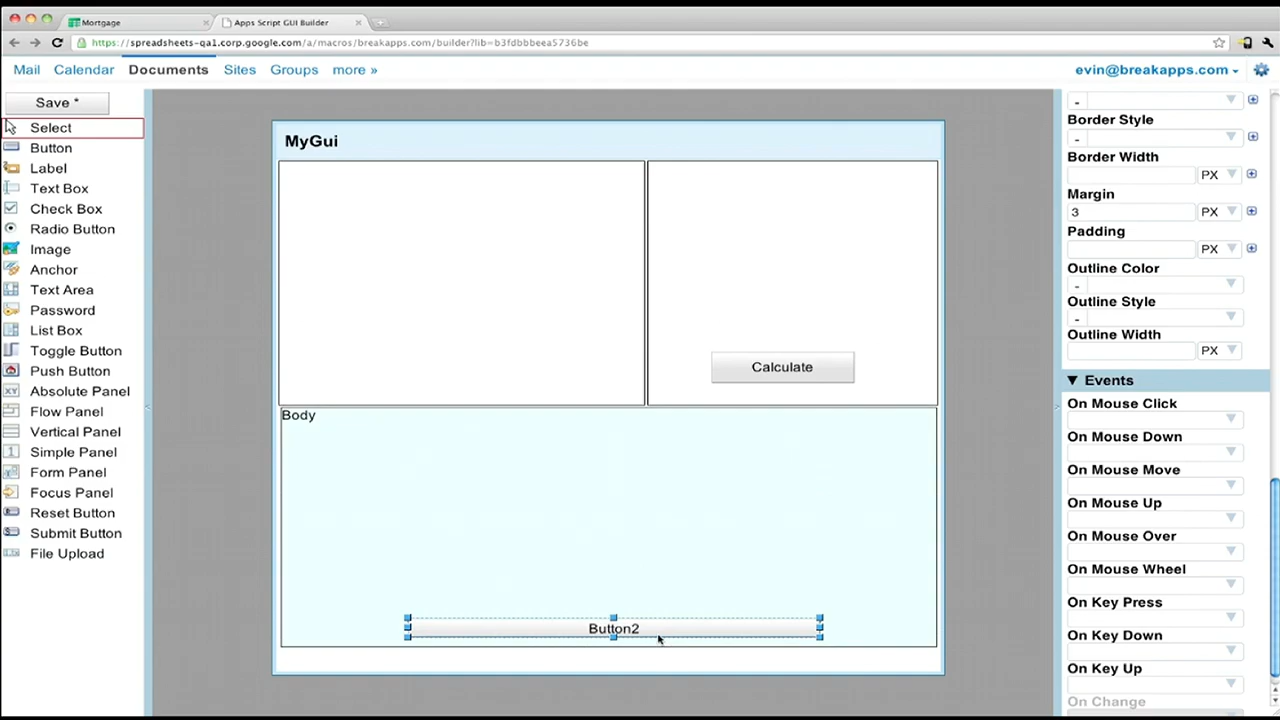 Mortgage
Apps Script GUI Builder
https://spreadsheets-qa1.corp.google.com/a/macros/breakapps.com/builder?lib=b3fdbbbeea5736be
Mail Calendar Documents Sites Groups more »
evin@breakapps.com
Save *
Select
Button
Label
Text Box
Check Box
Radio Button
Image
Anchor
Text Area
Password
List Box
Toggle Button
Push Button
Absolute Panel
Flow Panel
Vertical Panel
Simple Panel
Form Panel
Focus Panel
Reset Button
Submit Button
File Upload
MyGui
Calculate
Body
Button2
-
Border Style
-
Border Width
PX
Margin
3 PX
Padding
PX
Outline Color
-
Outline Style
-
Outline Width
PX
Events
On Mouse Click
On Mouse Down
On Mouse Move
On Mouse Up
On Mouse Over
On Mouse Wheel
On Key Press
On Key Down
On Key Up
On Change